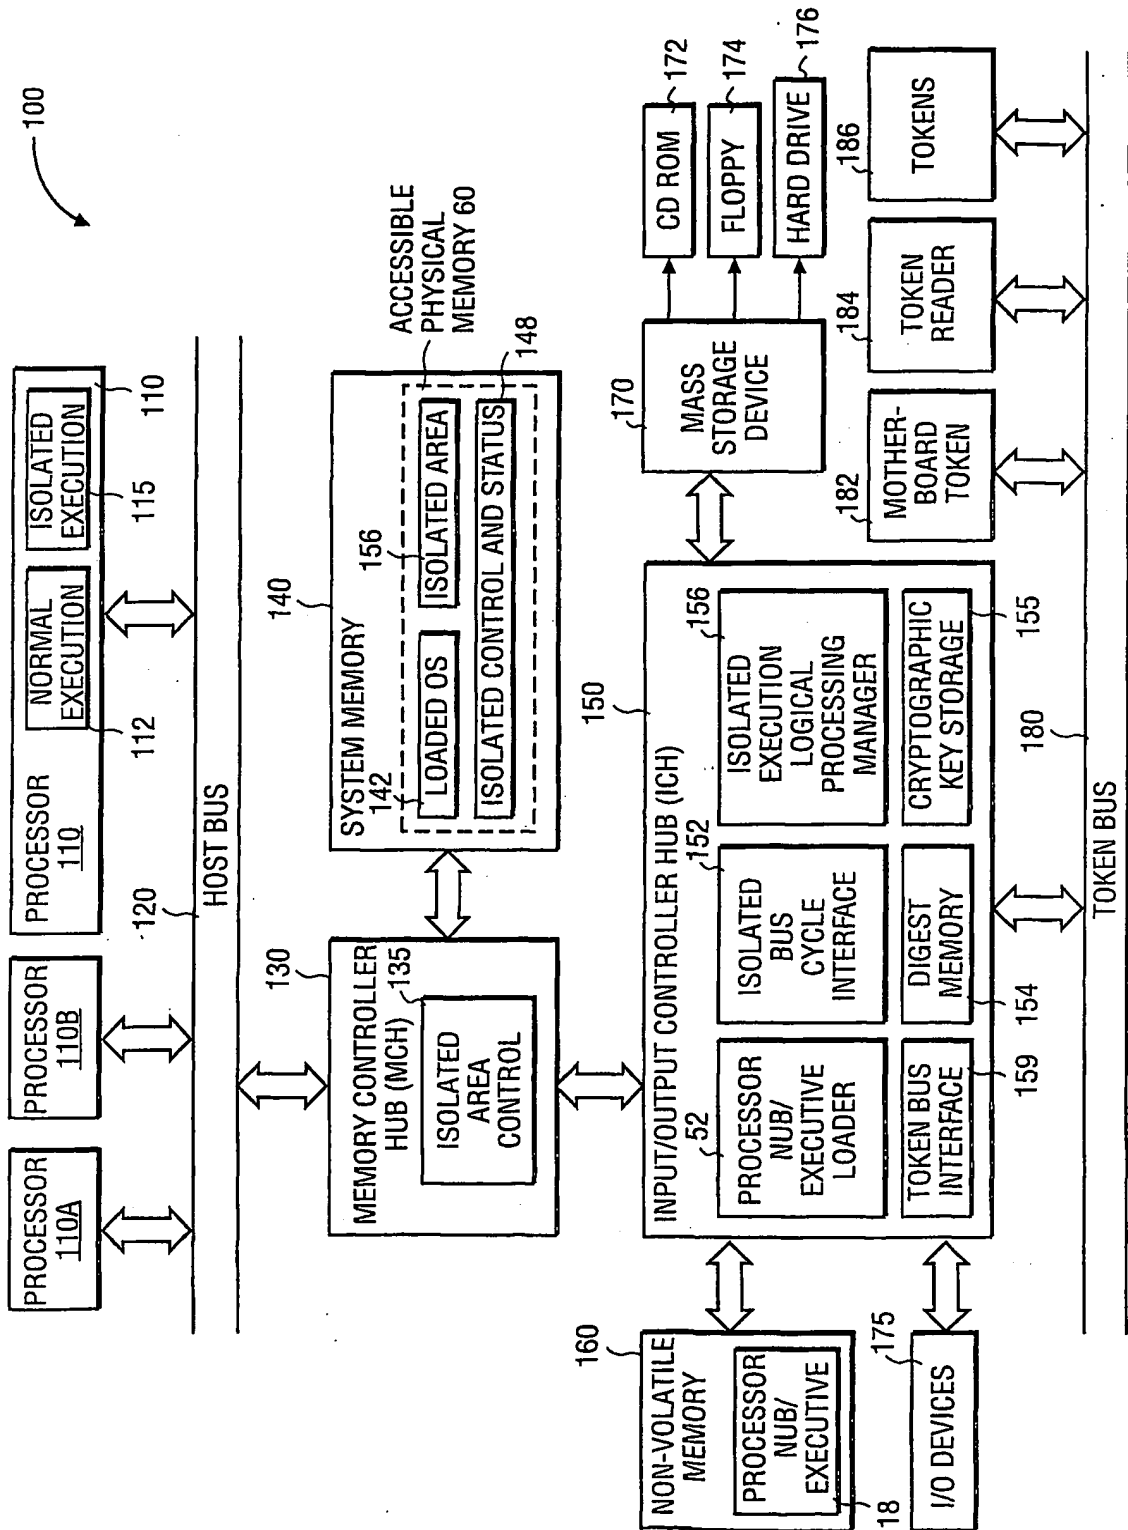 100
PROCESSOR
110A
PROCESSOR
110B
PROCESSOR
110
NORMAL
EXECUTION
112
ISOLATED
EXECUTION
115
110
120
HOST BUS
130
MEMORY CONTROLLER
HUB (MCH)
135
ISOLATED
AREA
CONTROL
140
SYSTEM MEMORY
142
LOADED OS
156
ISOLATED AREA
ISOLATED CONTROL AND STATUS
148
ACCESSIBLE
PHYSICAL
MEMORY 60
150
INPUT/OUTPUT CONTROLLER HUB (ICH)
52
PROCESSOR
NUB/
EXECUTIVE
LOADER
152
ISOLATED
BUS
CYCLE
INTERFACE
156
ISOLATED
EXECUTION
LOGICAL
PROCESSING
MANAGER
TOKEN BUS
INTERFACE
159
DIGEST
MEMORY
154
CRYPTOGRAPHIC
KEY STORAGE
155
160
NON-VOLATILE
MEMORY
PROCESSOR
NUB/
EXECUTIVE
18
175
I/O DEVICES
170
MASS
STORAGE
DEVICE
CD ROM
172
FLOPPY
174
HARD DRIVE
176
182
MOTHER-
BOARD
TOKEN
184
TOKEN
READER
186
TOKENS
180
TOKEN BUS